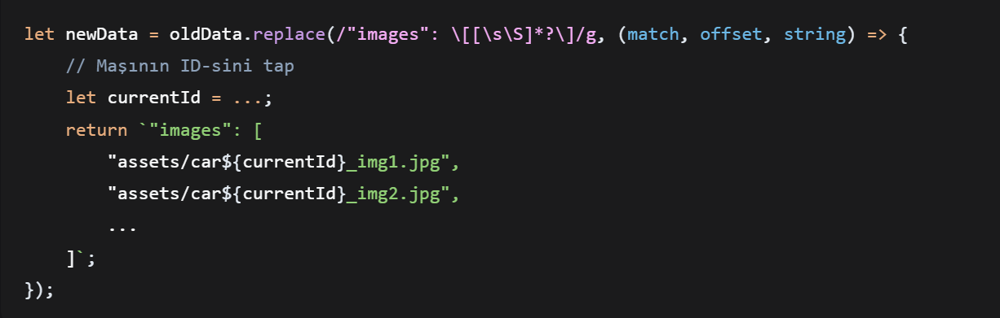 let newData = oldData.replace(/"images": \[[\s\S]*?\]/g, (match, offset, string) => {
    // Maşının ID-sini tap
    let currentId = ...;
    return `"images": [
        "assets/car${currentId}_img1.jpg",
        "assets/car${currentId}_img2.jpg",
        ...
    ]`;
});